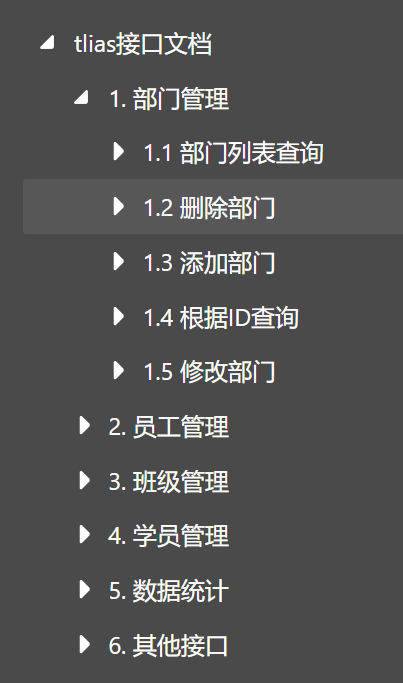 tlias接口文档
1. 部门管理
1.1 部门列表查询
1.2 删除部门
1.3 添加部门
1.4 根据ID查询
1.5 修改部门
2. 员工管理
3. 班级管理
4. 学员管理
5. 数据统计
6. 其他接口